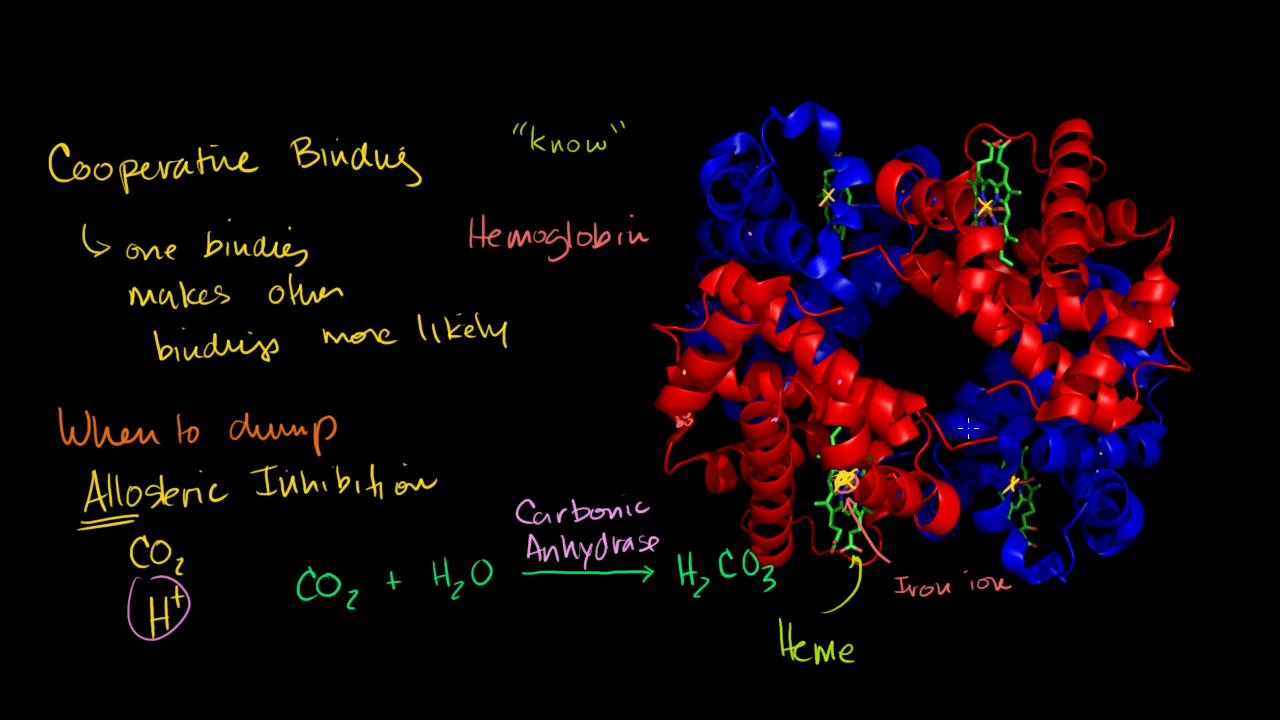 Cooperative Binding
↳ one binding
makes other
bindings more likely
"know"
Hemoglobin
When to dump
Allosteric Inhibition
CO₂
H⁺
CO₂ + H₂O → H₂CO₃
Carbonic
Anhydrase
Iron ion
Heme